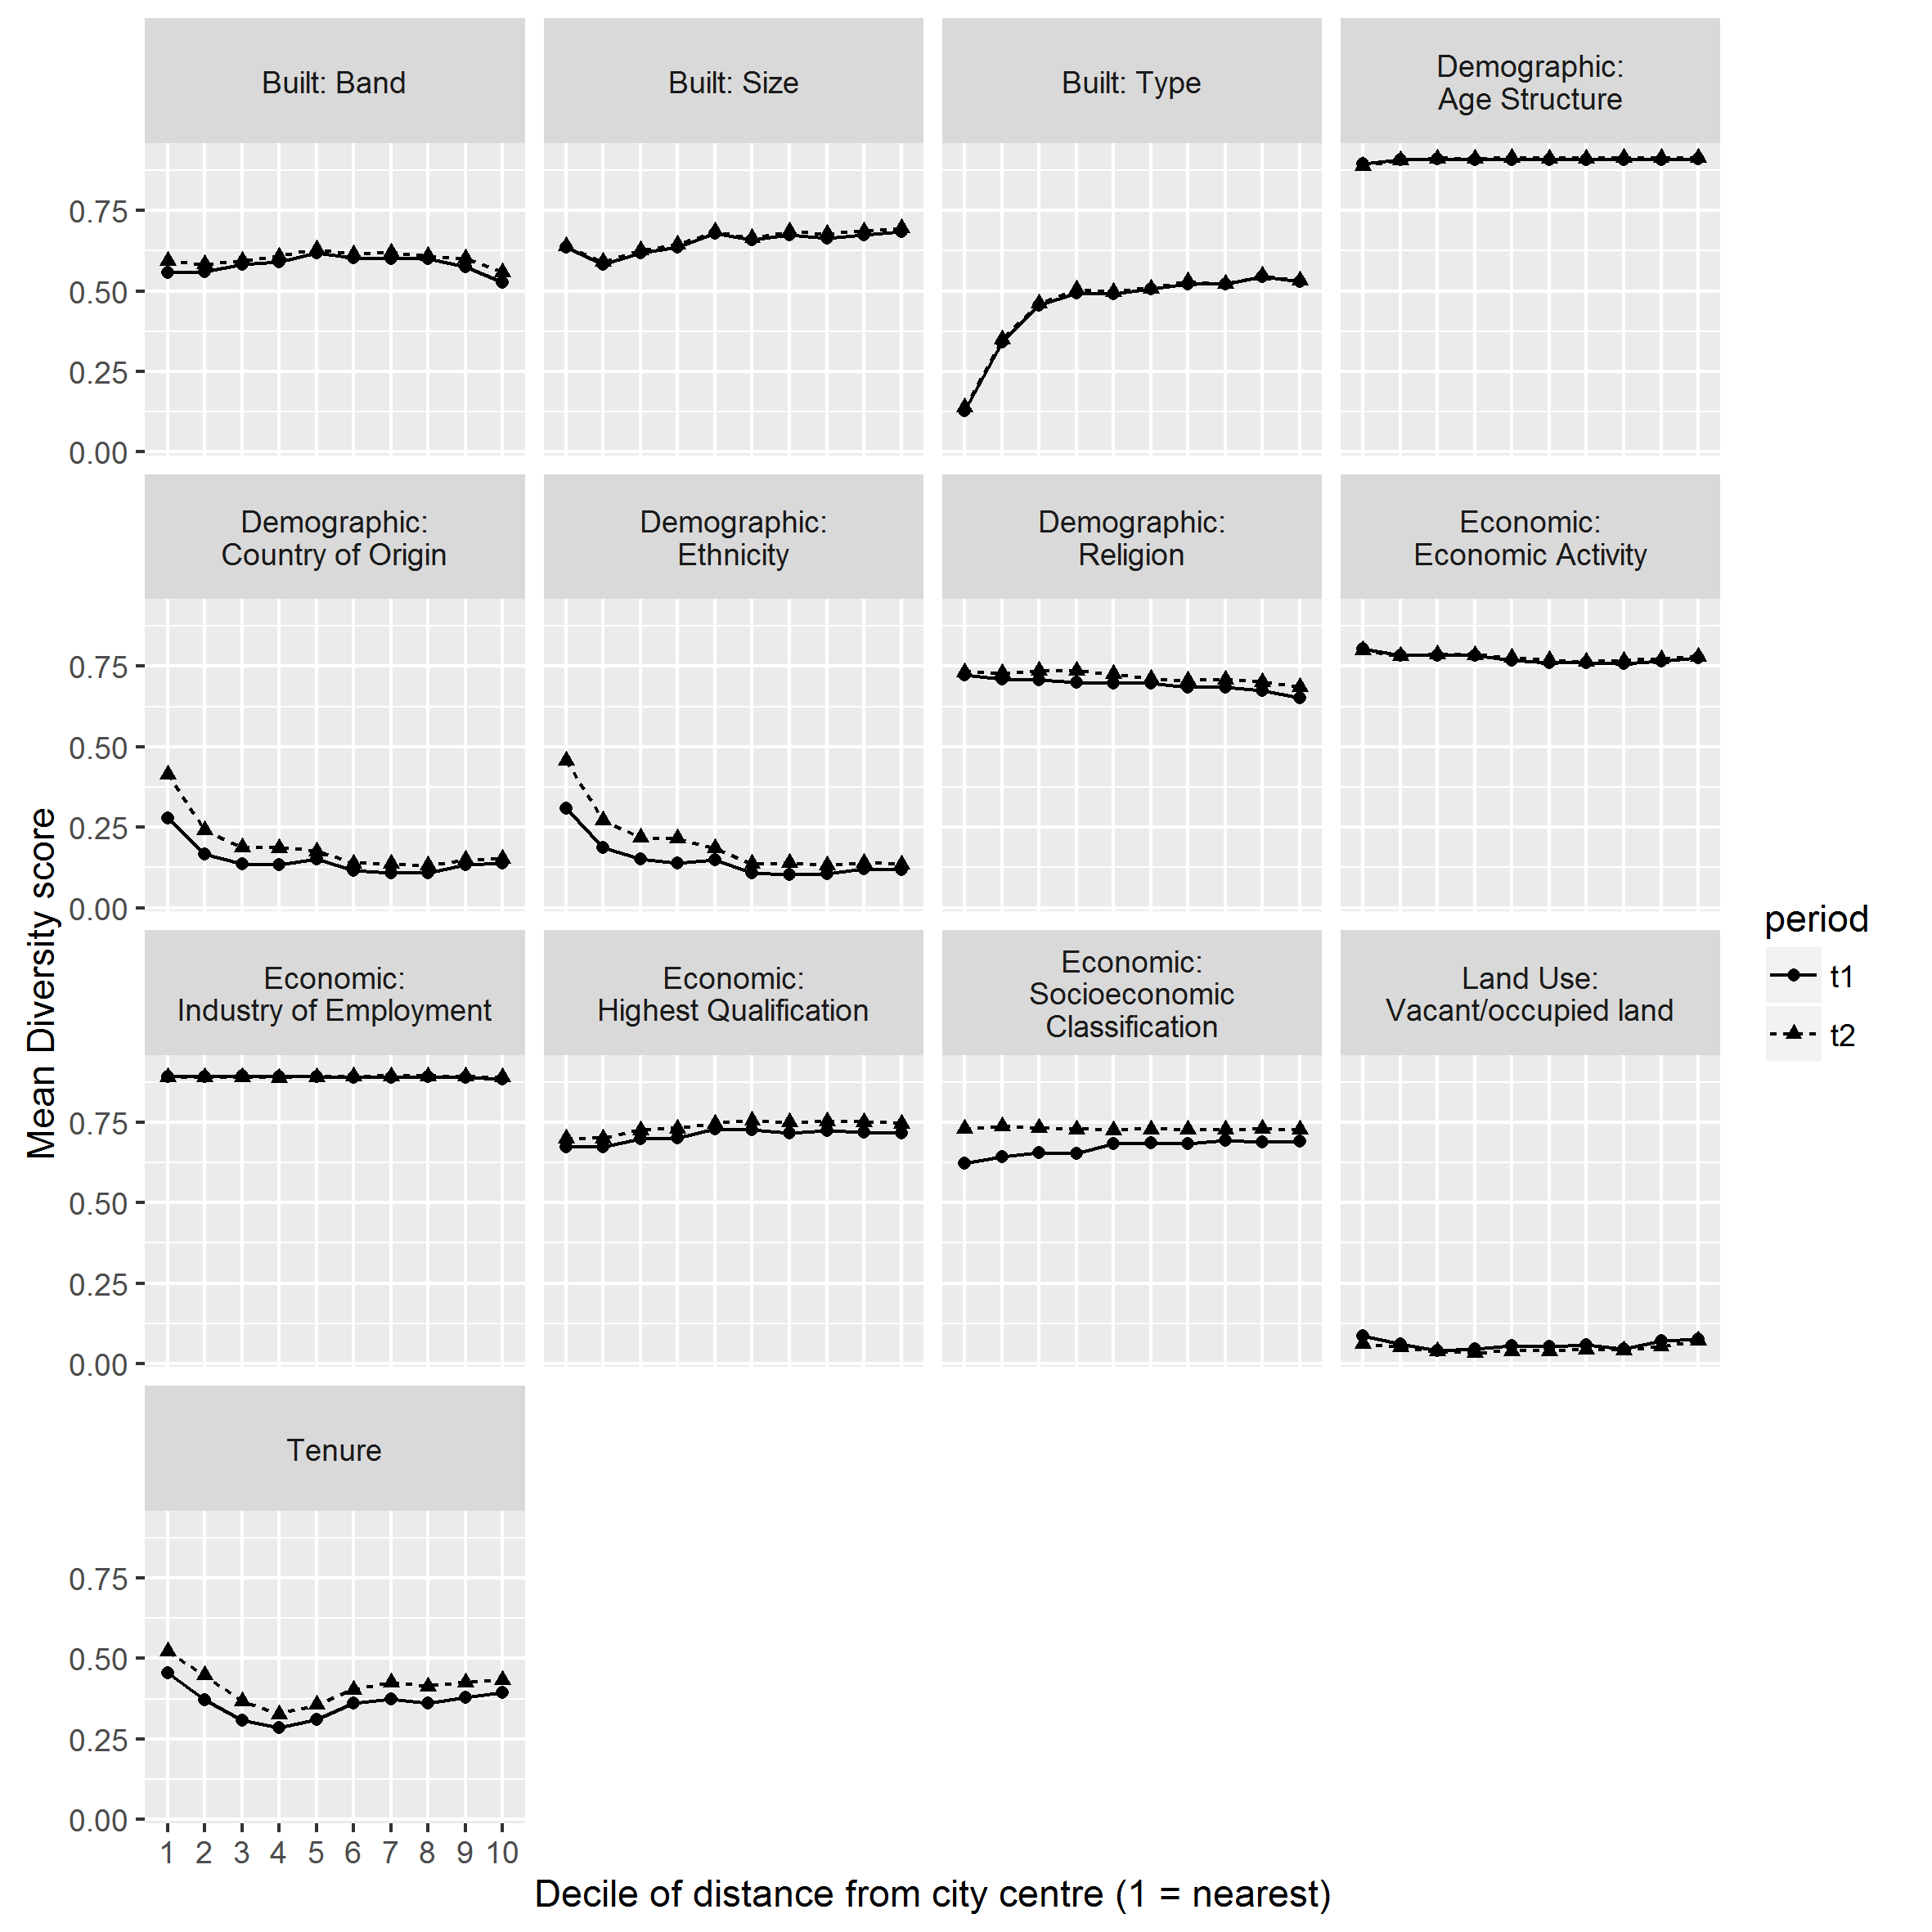 Built: Band
Built: Size
Built: Type
Demographic:
Age Structure
0.75
0.50
0.25
0.00
Demographic:
Country of Origin
Demographic:
Ethnicity
Demographic:
Religion
Economic:
Economic Activity
0.75
0.50
0.25
0.00
Economic:
Industry of Employment
Economic:
Highest Qualification
Economic:
Socioeconomic
Classification
Land Use:
Vacant/occupied land
0.75
0.50
0.25
0.00
Tenure
0.75
0.50
0.25
0.00
1 2 3 4 5 6 7 8 9 10
Decile of distance from city centre (1 = nearest)
Mean Diversity score
period
t1
t2